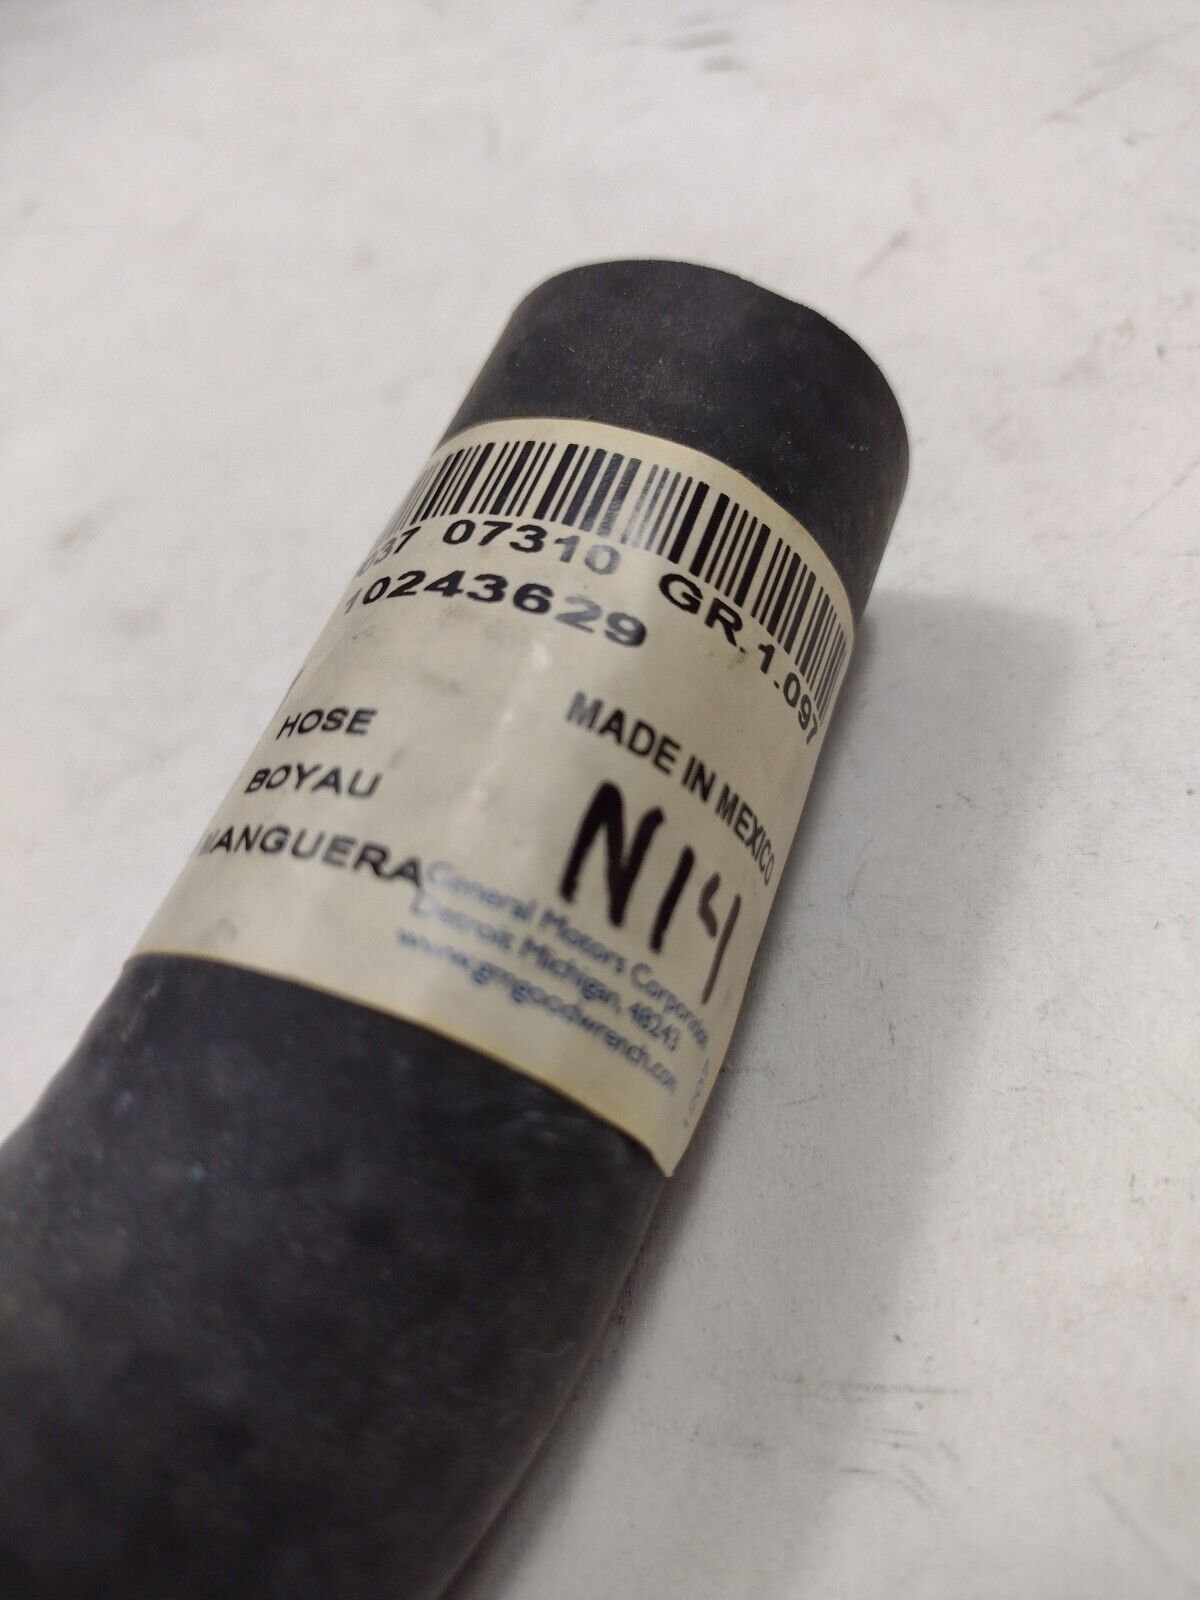 637 07310 GR.1.097
10243629
HOSE
BOYAU
MANGUERA
MADE IN MEXICO
N14
General Motors Corporation
Detroit Michigan, 48243
www.gmgoodwrench.com